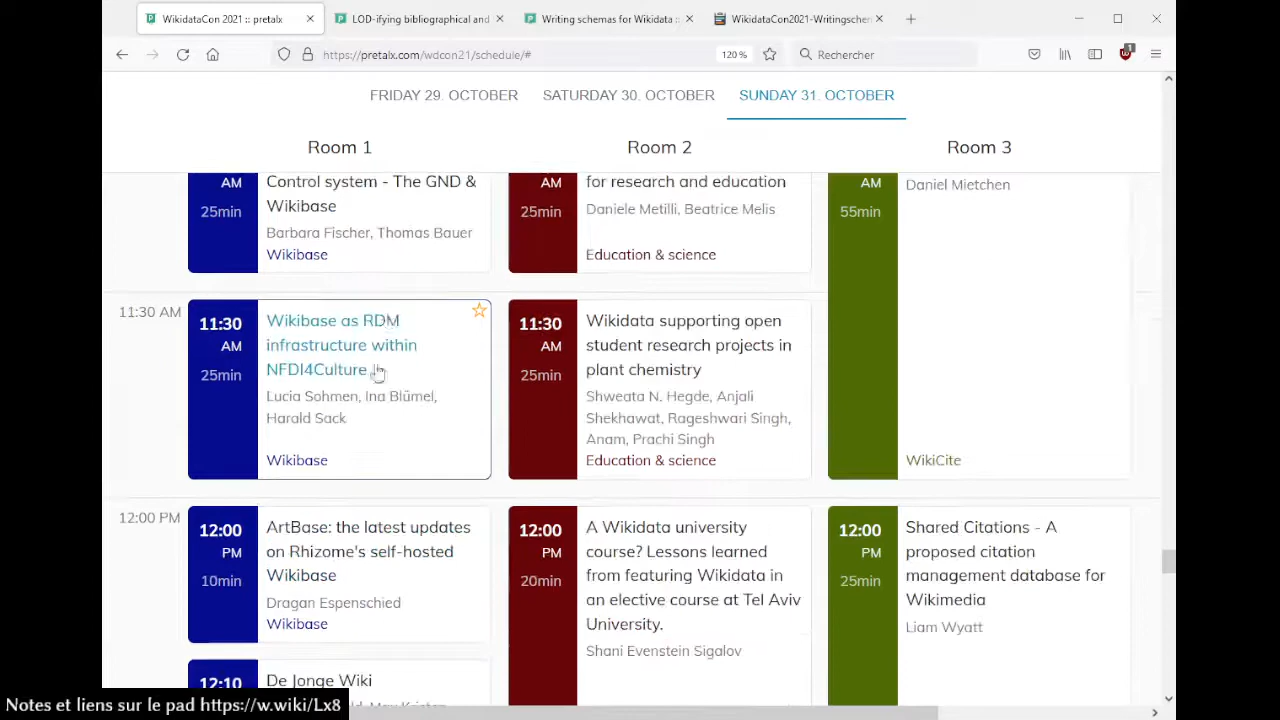 WikidataCon 2021 :: pretalx
LOD-ifying bibliographical and
Writing schemas for Wikidata ::
WikidataCon2021-Writingschen
https://pretalx.com/wdcon21/schedule/#
120 %
Rechercher
1
FRIDAY 29. OCTOBER
SATURDAY 30. OCTOBER
SUNDAY 31. OCTOBER
Room 1
Room 2
Room 3
AM
25min
Control system - The GND &
Wikibase
Barbara Fischer, Thomas Bauer
Wikibase
AM
25min
for research and education
Daniele Metilli, Beatrice Melis
Education & science
AM
55min
Daniel Mietchen
WikiCite
11:30 AM
11:30
AM
25min
Wikibase as RDM
infrastructure within
NFDI4Culture
Lucia Sohmen, Ina Blümel,
Harald Sack
Wikibase
11:30
AM
25min
Wikidata supporting open
student research projects in
plant chemistry
Shweata N. Hegde, Anjali
Shekhawat, Rageshwari Singh,
Anam, Prachi Singh
Education & science
12:00 PM
12:00
PM
10min
ArtBase: the latest updates
on Rhizome's self-hosted
Wikibase
Dragan Espenschied
Wikibase
12:00
PM
20min
A Wikidata university
course? Lessons learned
from featuring Wikidata in
an elective course at Tel Aviv
University.
Shani Evenstein Sigalov
12:00
PM
25min
Shared Citations - A
proposed citation
management database for
Wikimedia
Liam Wyatt
12:10
De Jonge Wiki
Notes et liens sur le pad https://w.wiki/Lx8